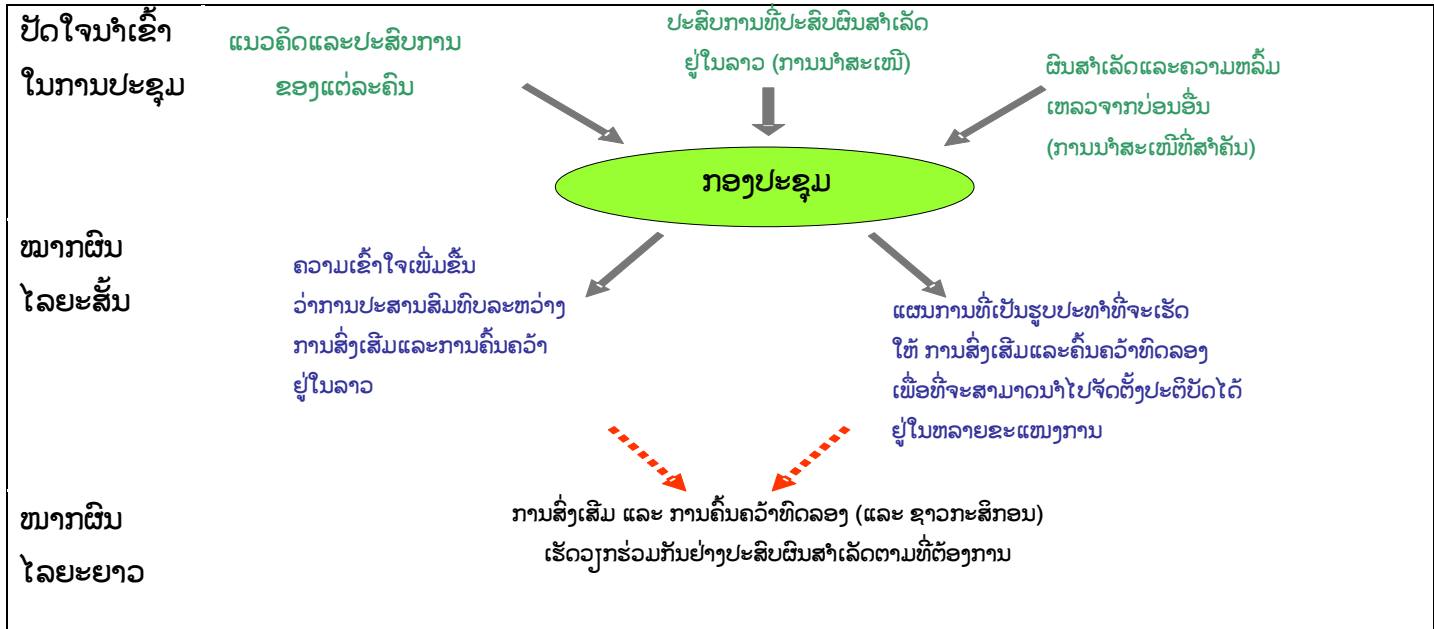 ປັດໃຈນຳເຂົ້າ
ໃນການປະຊຸມ
ແນວຄິດແລະປະສົບການ
ຂອງແຕ່ລະຄົນ
ປະສົບການທີ່ປະສົບຜົນສຳເລັດ
ຢູ່ໃນລາວ (ການນຳສະເໜີ)
ຜົນສຳເລັດແລະຄວາມຫລົ້ມ
ເຫລວຈາກບ່ອນອື່ນ
(ການນຳສະເໜີທີ່ສຳຄັນ)
ກອງປະຊຸມ
ໝາກຜົນ
ໄລຍະສັ້ນ
ຄວາມເຂົ້າໃຈເພີ່ມຂື້ນ
ວ່າການປະສານສົມທົບລະຫວ່າງ
ການສົ່ງເສີມແລະການຄົ້ນຄວ້າ
ຢູ່ໃນລາວ
ແຜນການທີ່ເປັນຮູບປະທຳທີ່ຈະເຮັດ
ໃຫ້ ການສົ່ງເສີມແລະຄົ້ນຄວ້າທົດລອງ
ເພື່ອທີ່ຈະສາມາດນຳໄປຈັດຕັ້ງປະຕິບັດໄດ້
ຢູ່ໃນຫລາຍຂະແໜງການ
ໜາກຜົນ
ໄລຍະຍາວ
ການສົ່ງເສີມ ແລະ ການຄົ້ນຄວ້າທົດລອງ (ແລະ ຊາວກະສິກອນ)
ເຮັດວຽກຮ່ວມກັນຢ່າງປະສົບຜົນສຳເລັດຕາມທີ່ຕ້ອງການ